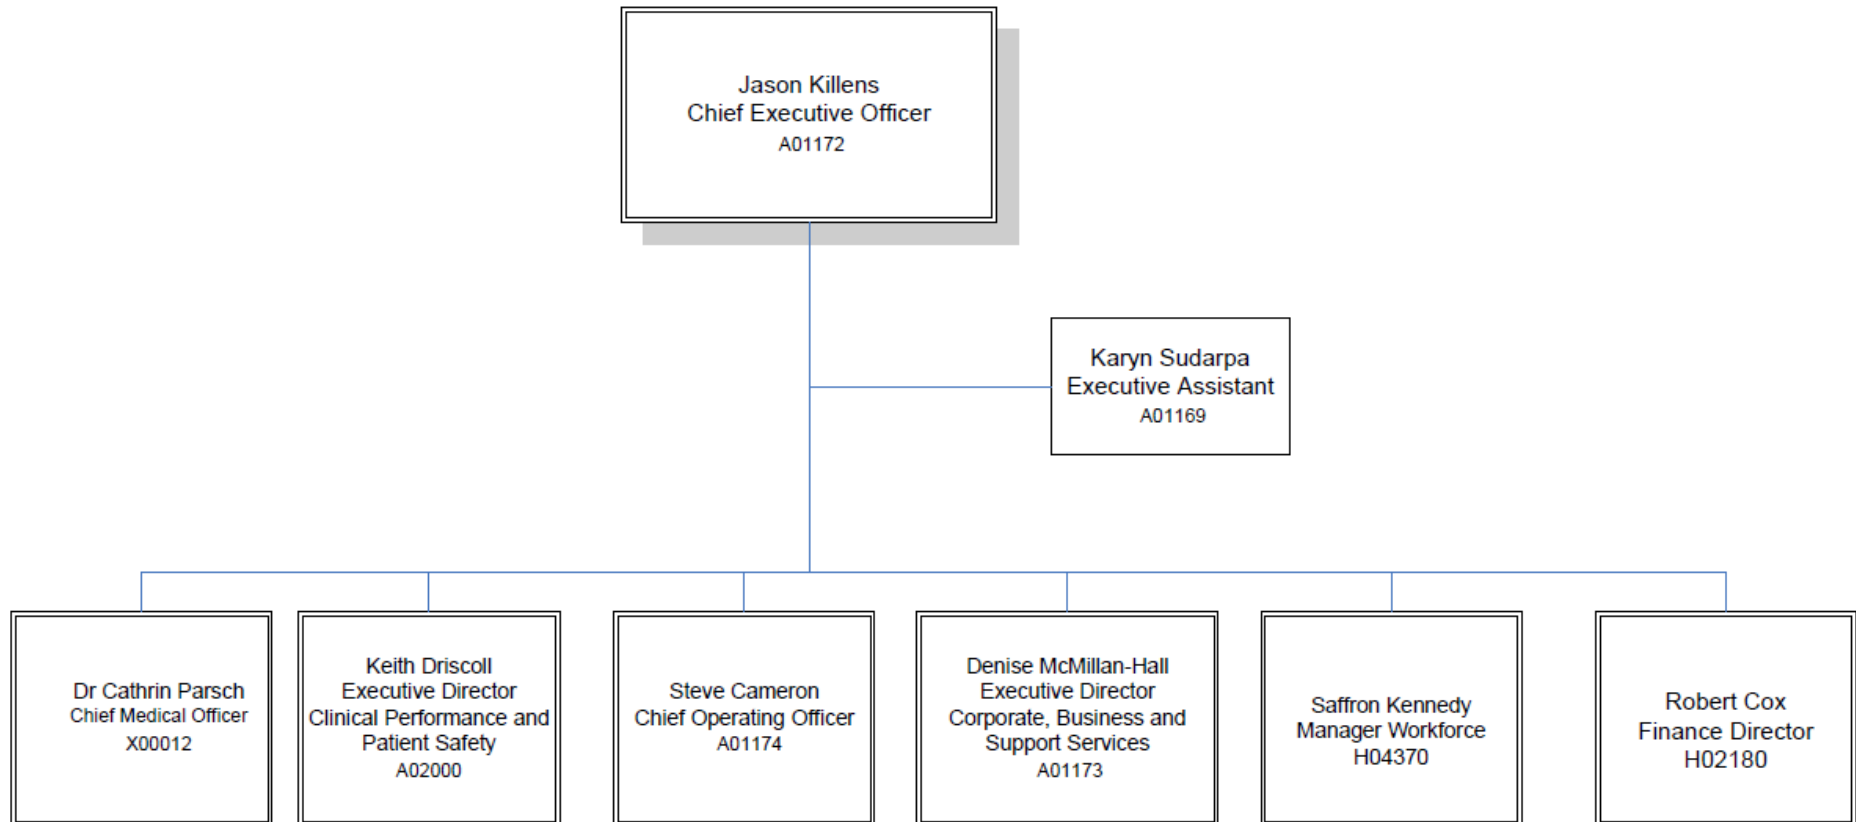 Jason Killens
Chief Executive Officer
A01172
Karyn Sudarpa
Executive Assistant
A01169
Dr Cathrin Parsch
Chief Medical Officer
X00012
Keith Driscoll
Executive Director
Clinical Performance and
Patient Safety
A02000
Steve Cameron
Chief Operating Officer
A01174
Denise McMillan-Hall
Executive Director
Corporate, Business and
Support Services
A01173
Saffron Kennedy
Manager Workforce
H04370
Robert Cox
Finance Director
H02180